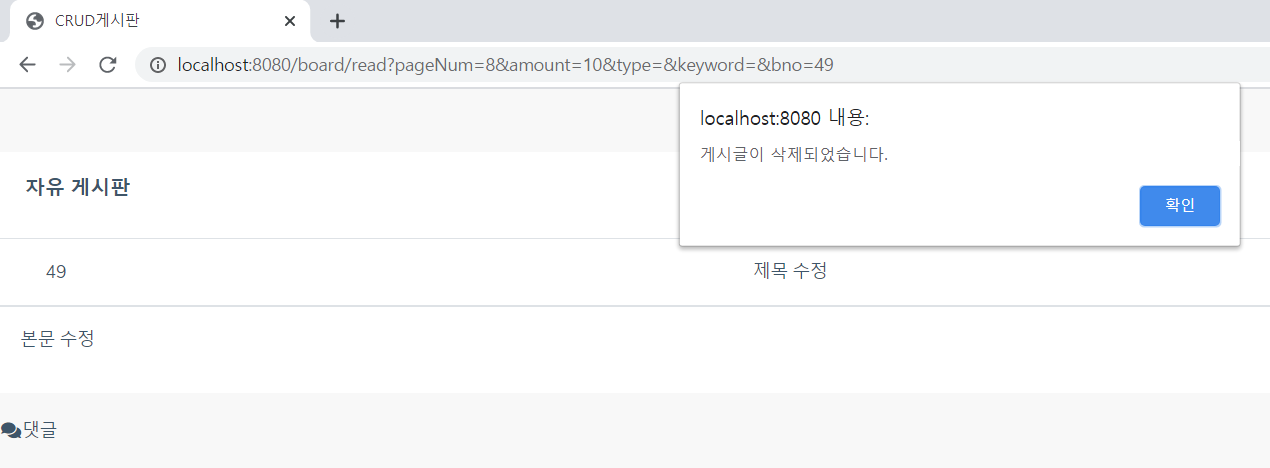 CRUD게시판
localhost:8080/board/read?pageNum=8&amount=10&type=&keyword=&bno=49
localhost:8080 내용:
게시글이 삭제되었습니다.
확인
자유 게시판
49 제목 수정
본문 수정
댓글